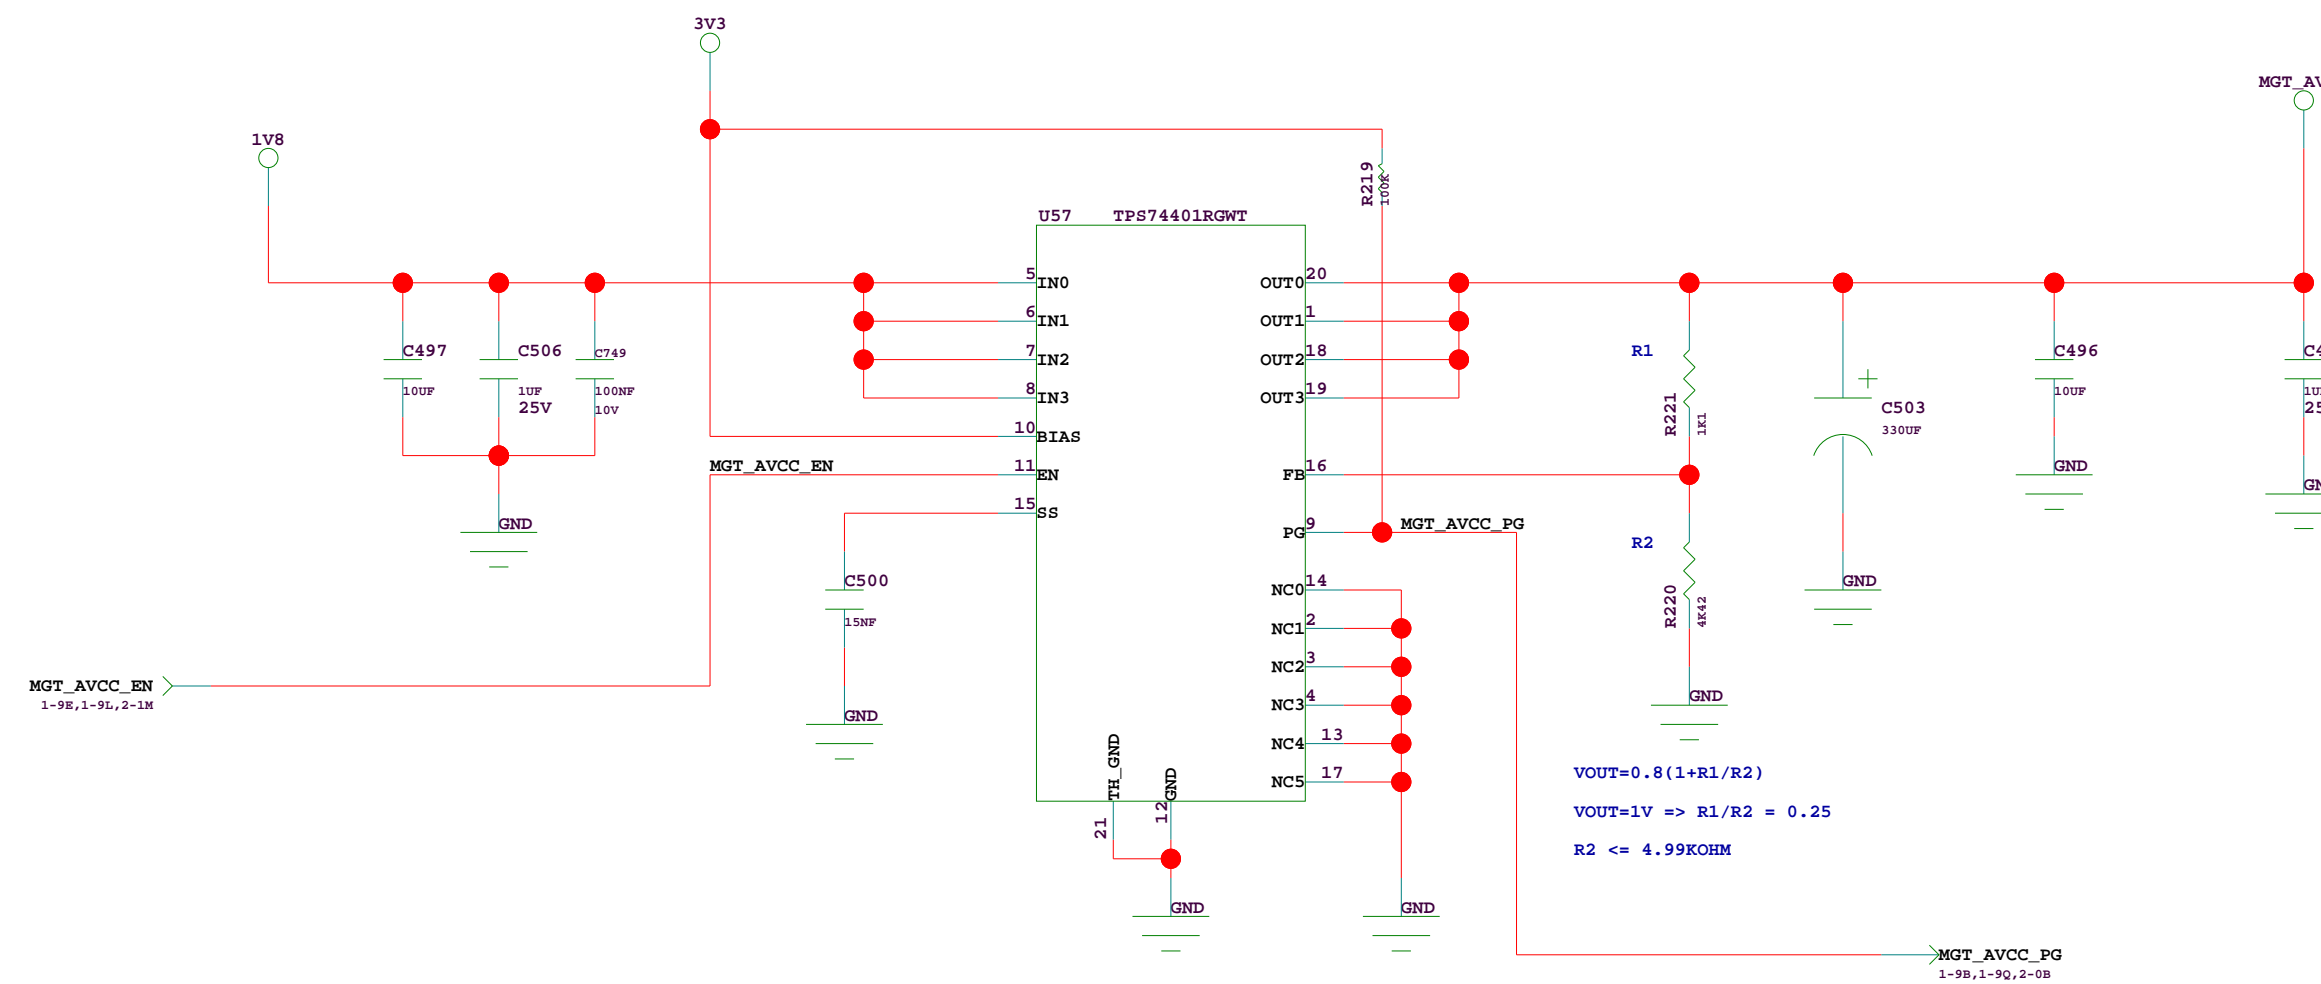 3V3
MGT_AV
1V8
R219
100K
U57 TPS74401RGWT
5
IN0
6
IN1
7
IN2
8
IN3
10
BIAS
MGT_AVCC_EN
11
EN
15
SS
20
OUT0
1
OUT1
18
OUT2
19
OUT3
16
FB
9
PG
MGT_AVCC_PG
14
NC0
2
NC1
3
NC2
4
NC3
13
NC4
17
NC5
TH_GND
21
GND
12
GND
GND
C497
10UF
C506
1UF
25V
C749
100NF
10V
GND
C500
15NF
GND
MGT_AVCC_EN
1-9E,1-9L,2-1M
R1
R221
1K1
R2
R220
4K42
GND
C503
330UF
GND
C496
10UF
GND
C4
1U
25
GN
VOUT=0.8(1+R1/R2)
VOUT=1V => R1/R2 = 0.25
R2 <= 4.99KOHM
MGT_AVCC_PG
1-9B,1-9Q,2-0B